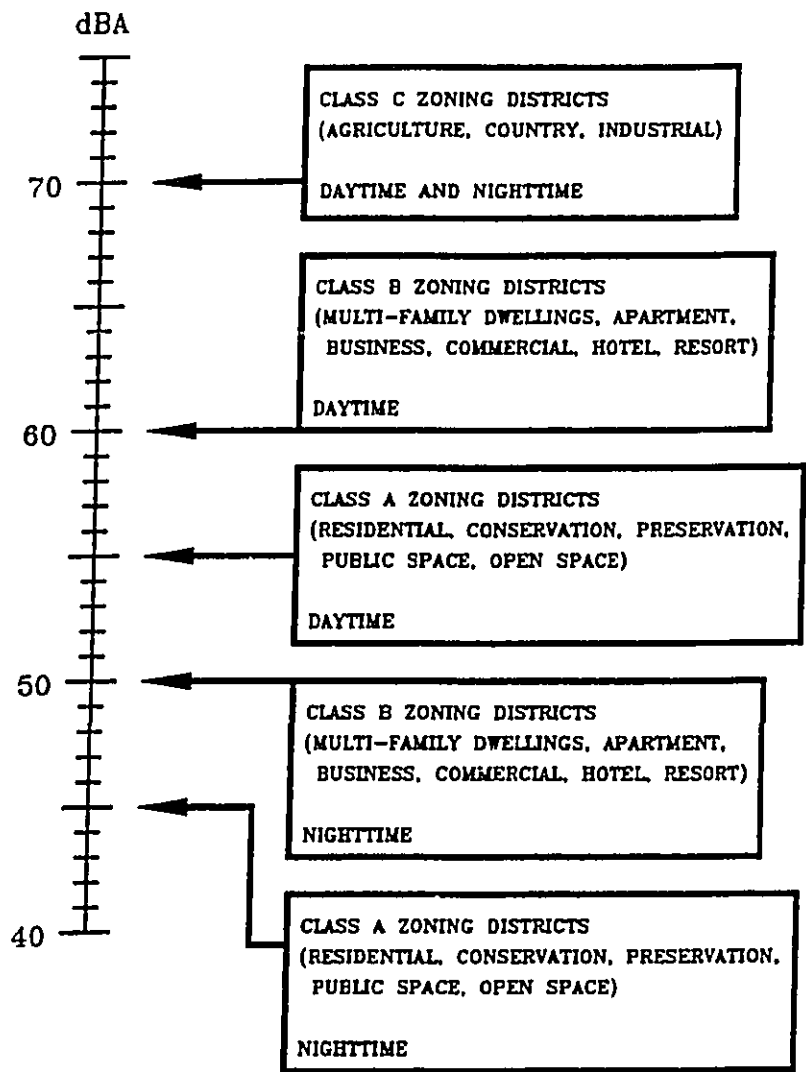 dBA
CLASS C ZONING DISTRICTS
(AGRICULTURE, COUNTRY, INDUSTRIAL)
DAYTIME AND NIGHTTIME
70
CLASS B ZONING DISTRICTS
(MULTI-FAMILY DWELLINGS, APARTMENT,
BUSINESS, COMMERCIAL, HOTEL, RESORT)
DAYTIME
60
CLASS A ZONING DISTRICTS
(RESIDENTIAL, CONSERVATION, PRESERVATION,
PUBLIC SPACE, OPEN SPACE)
DAYTIME
50
CLASS B ZONING DISTRICTS
(MULTI-FAMILY DWELLINGS, APARTMENT,
BUSINESS, COMMERCIAL, HOTEL, RESORT)
NIGHTTIME
40
CLASS A ZONING DISTRICTS
(RESIDENTIAL, CONSERVATION, PRESERVATION,
PUBLIC SPACE, OPEN SPACE)
NIGHTTIME